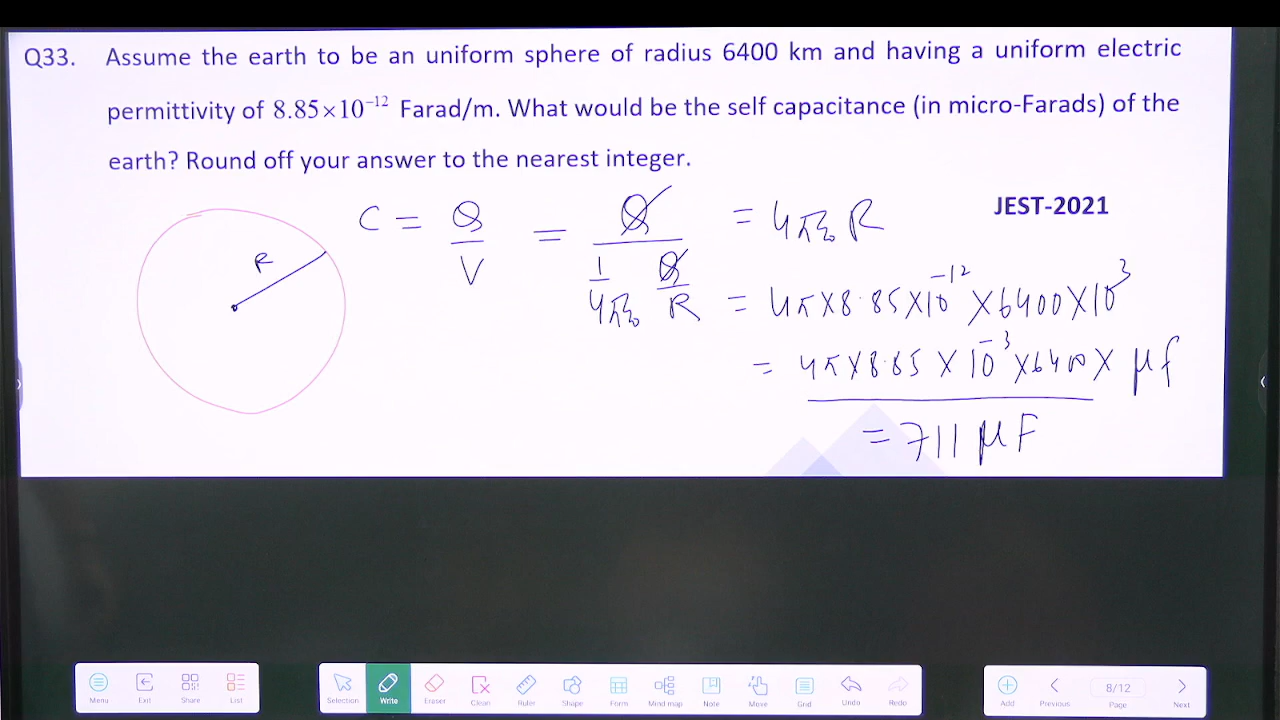 Q33. Assume the earth to be an uniform sphere of radius 6400 km and having a uniform electric
permittivity of 8.85×10⁻¹² Farad/m. What would be the self capacitance (in micro-Farads) of the
earth? Round off your answer to the nearest integer.
JEST-2021
R
C = Q/V = Q / (1/4πε₀ Q/R) = 4πε₀ R
= 4π×8.85×10⁻¹² ×6400×10³
= 4π×8.85 × 10⁻³ ×6400× μf
= 711 μF
Menu Exit Share List Selection Write Eraser Clean Ruler Shape Form Mind map Note Move Grid Undo Redo Add Previous 8/12 Page Next